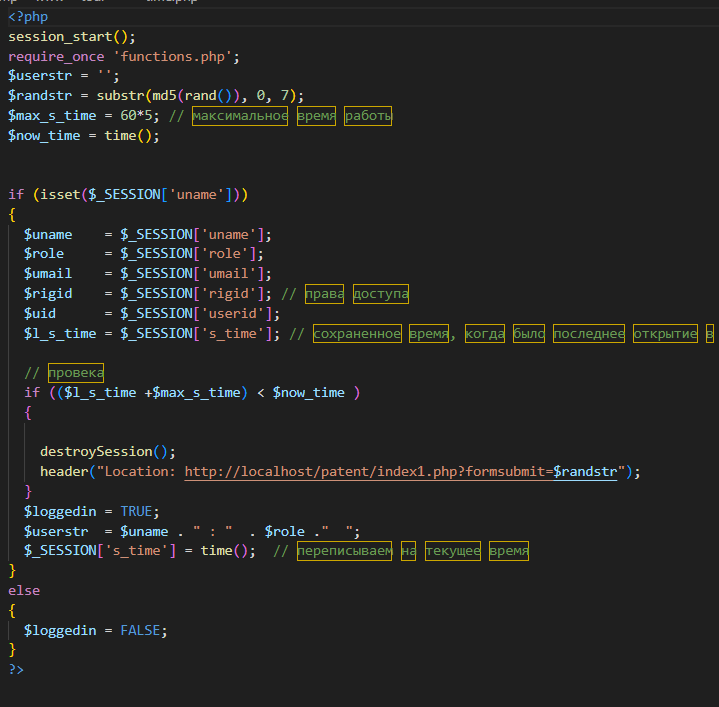 <?php
session_start();
require_once 'functions.php';
$userstr = '';
$randstr = substr(md5(rand()), 0, 7);
$max_s_time = 60*5; // максимальное время работы
$now_time = time();
if (isset($_SESSION['uname']))
{
$uname    = $_SESSION['uname'];
$role     = $_SESSION['role'];
$umail    = $_SESSION['umail'];
$rigid    = $_SESSION['rigid']; // права доступа
$uid      = $_SESSION['userid'];
$l_s_time = $_SESSION['s_time']; // сохраненное время, когда было последнее открытие в
// провека
if (($l_s_time +$max_s_time) < $now_time )
{
destroySession();
header("Location: http://localhost/patent/index1.php?formsubmit=$randstr");
}
$loggedin = TRUE;
$userstr  = $uname . " : "  . $role ."  ";
$_SESSION['s_time'] = time();  // переписываем на текущее время
}
else
{
$loggedin = FALSE;
}
?>